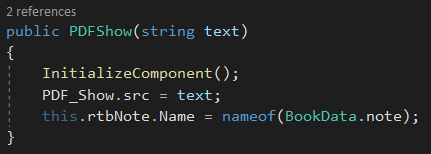 2 references
public PDFShow(string text)
{
InitializeComponent();
PDF_Show.src = text;
this.rtbNote.Name = nameof(BookData.note);
}